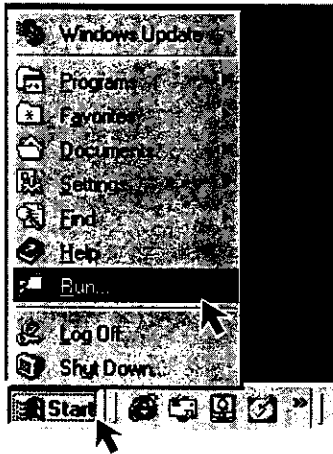 Windows Update
Programs
Favorites
Documents
Settings
Find
Help
Run...
Log Off...
Shut Down...
Start
»